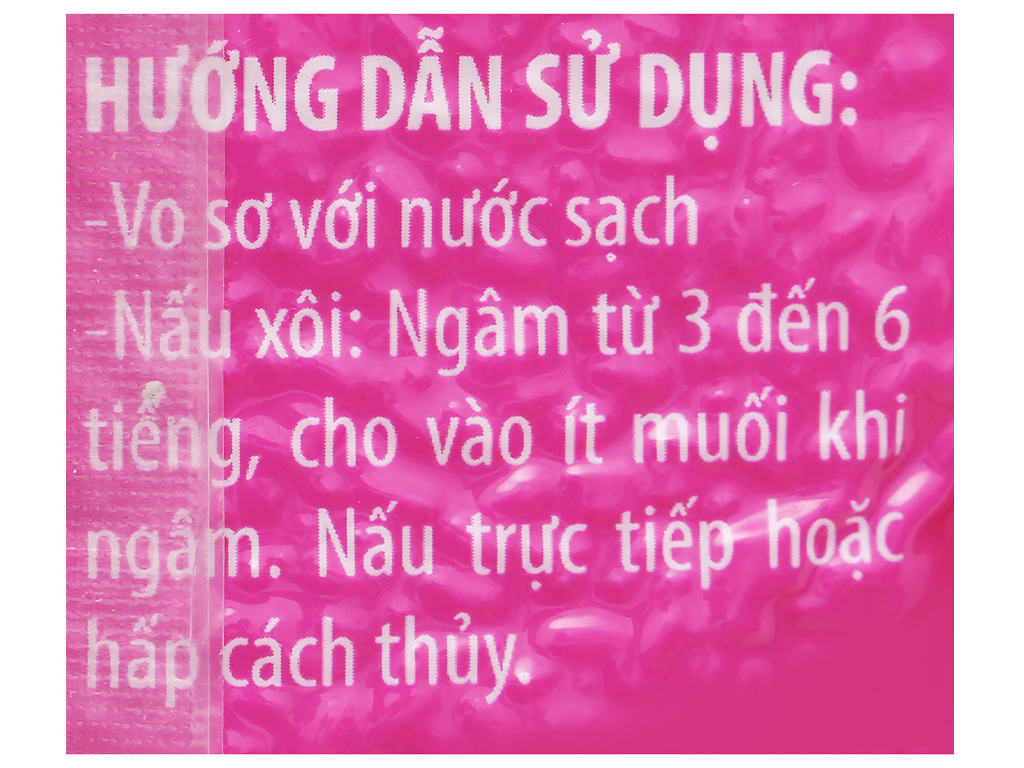 HƯỚNG DẪN SỬ DỤNG:
-Vo sơ với nước sạch
-Nấu xôi: Ngâm từ 3 đến 6
tiếng, cho vào ít muối khi
ngâm. Nấu trực tiếp hoặc
hấp cách thủy.